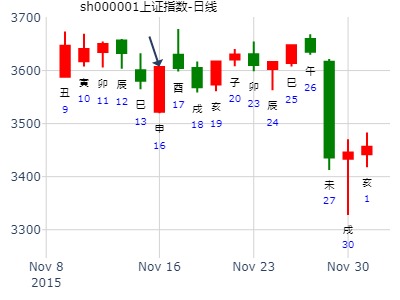 sh000001上证指数-日线
3700
3600
3500
3400
3300
丑
9
寅
10
卯
11
辰
12
巳
13
申
16
酉
17
戌
18
亥
19
子
20
卯
23
辰
24
巳
25
午
26
未
27
戌
30
亥
1
Nov 8
2015
Nov 16
Nov 23
Nov 30